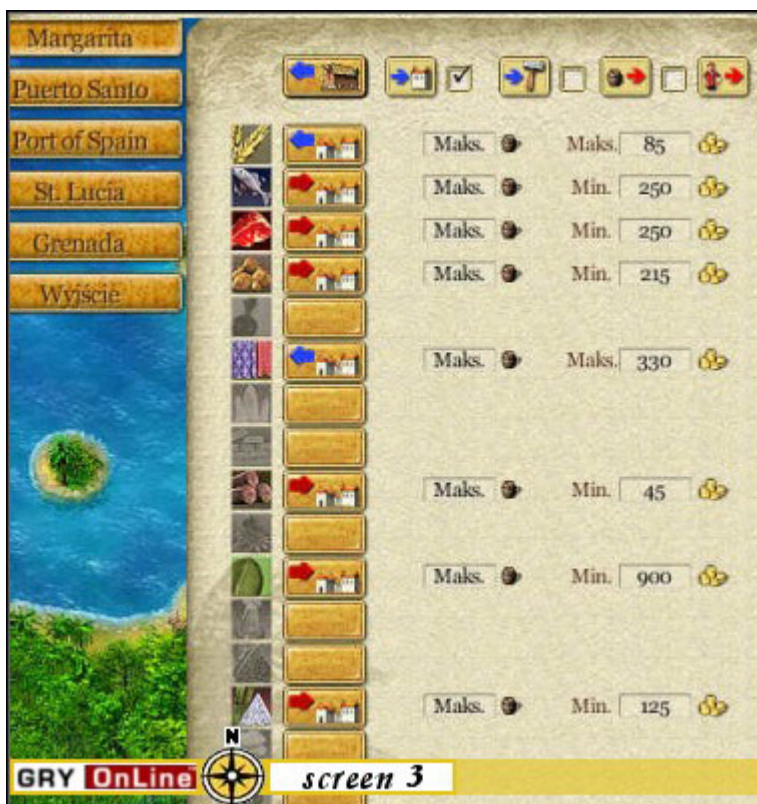 Margarita
Puerto Santo
Port of Spain
St. Lucia
Grenada
Wyjście
Maks. Maks. 85
Maks. Min. 250
Maks. Min. 250
Maks. Min. 215
Maks. Maks. 330
Maks. Min. 45
Maks. Min. 900
Maks. Min. 125
N
GRY OnLine screen 3